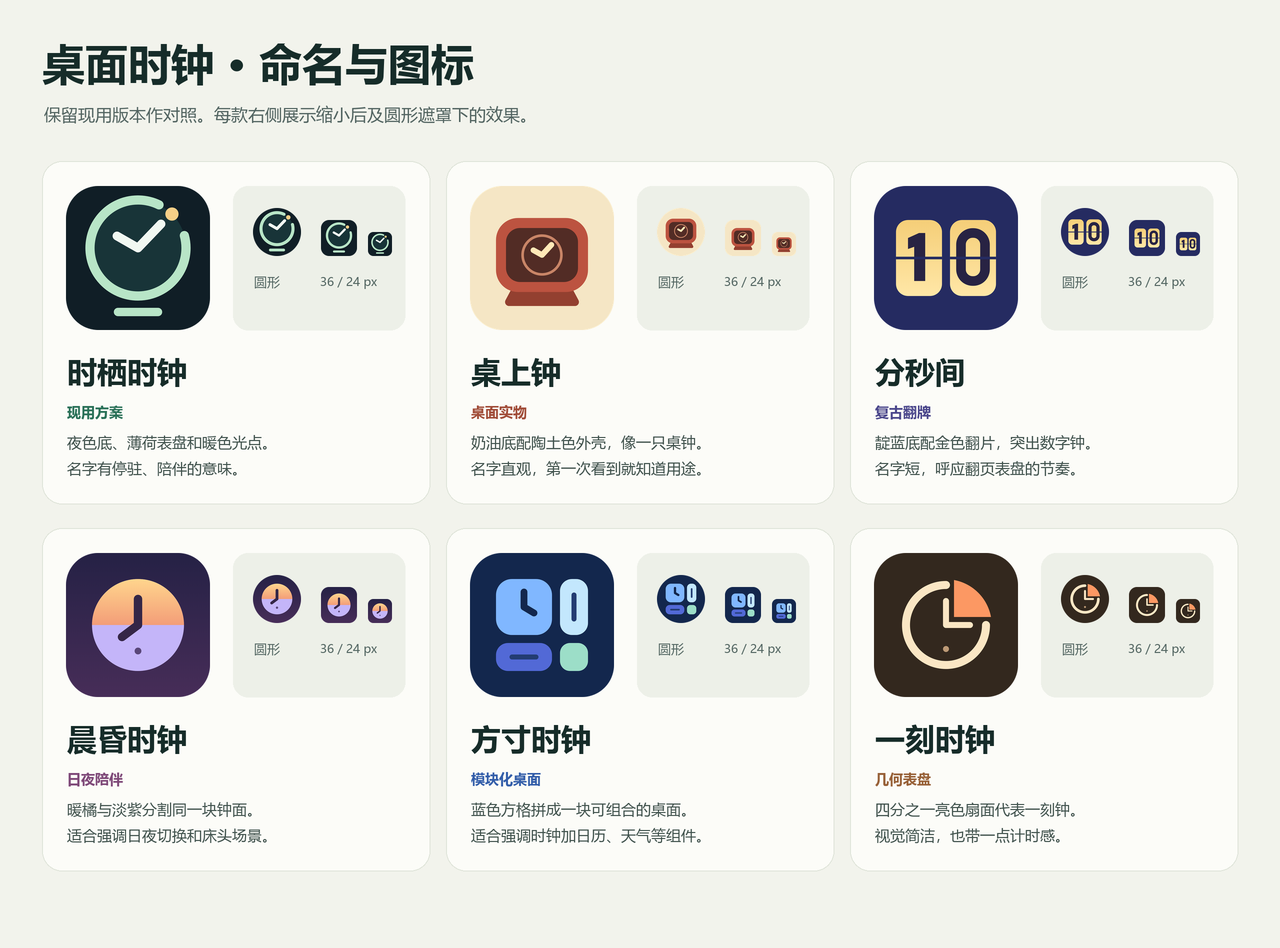 桌面时钟·命名与图标
保留现用版本作对照。每款右侧展示缩小后及圆形遮罩下的效果。
圆形
36 / 24 px
时栖时钟
现用方案
夜色底、薄荷表盘和暖色光点。
名字有停驻、陪伴的意味。
圆形
36 / 24 px
桌上钟
桌面实物
奶油底配陶土色外壳，像一只桌钟。
名字直观，第一次看到就知道用途。
10
10
10
10
圆形
36 / 24 px
分秒间
复古翻牌
靛蓝底配金色翻片，突出数字钟。
名字短，呼应翻页表盘的节奏。
圆形
36 / 24 px
晨昏时钟
日夜陪伴
暖橘与淡紫分割同一块钟面。
适合强调日夜切换和床头场景。
圆形
36 / 24 px
方寸时钟
模块化桌面
蓝色方格拼成一块可组合的桌面。
适合强调时钟加日历、天气等组件。
圆形
36 / 24 px
一刻时钟
几何表盘
四分之一亮色扇面代表一刻钟。
视觉简洁，也带一点计时感。